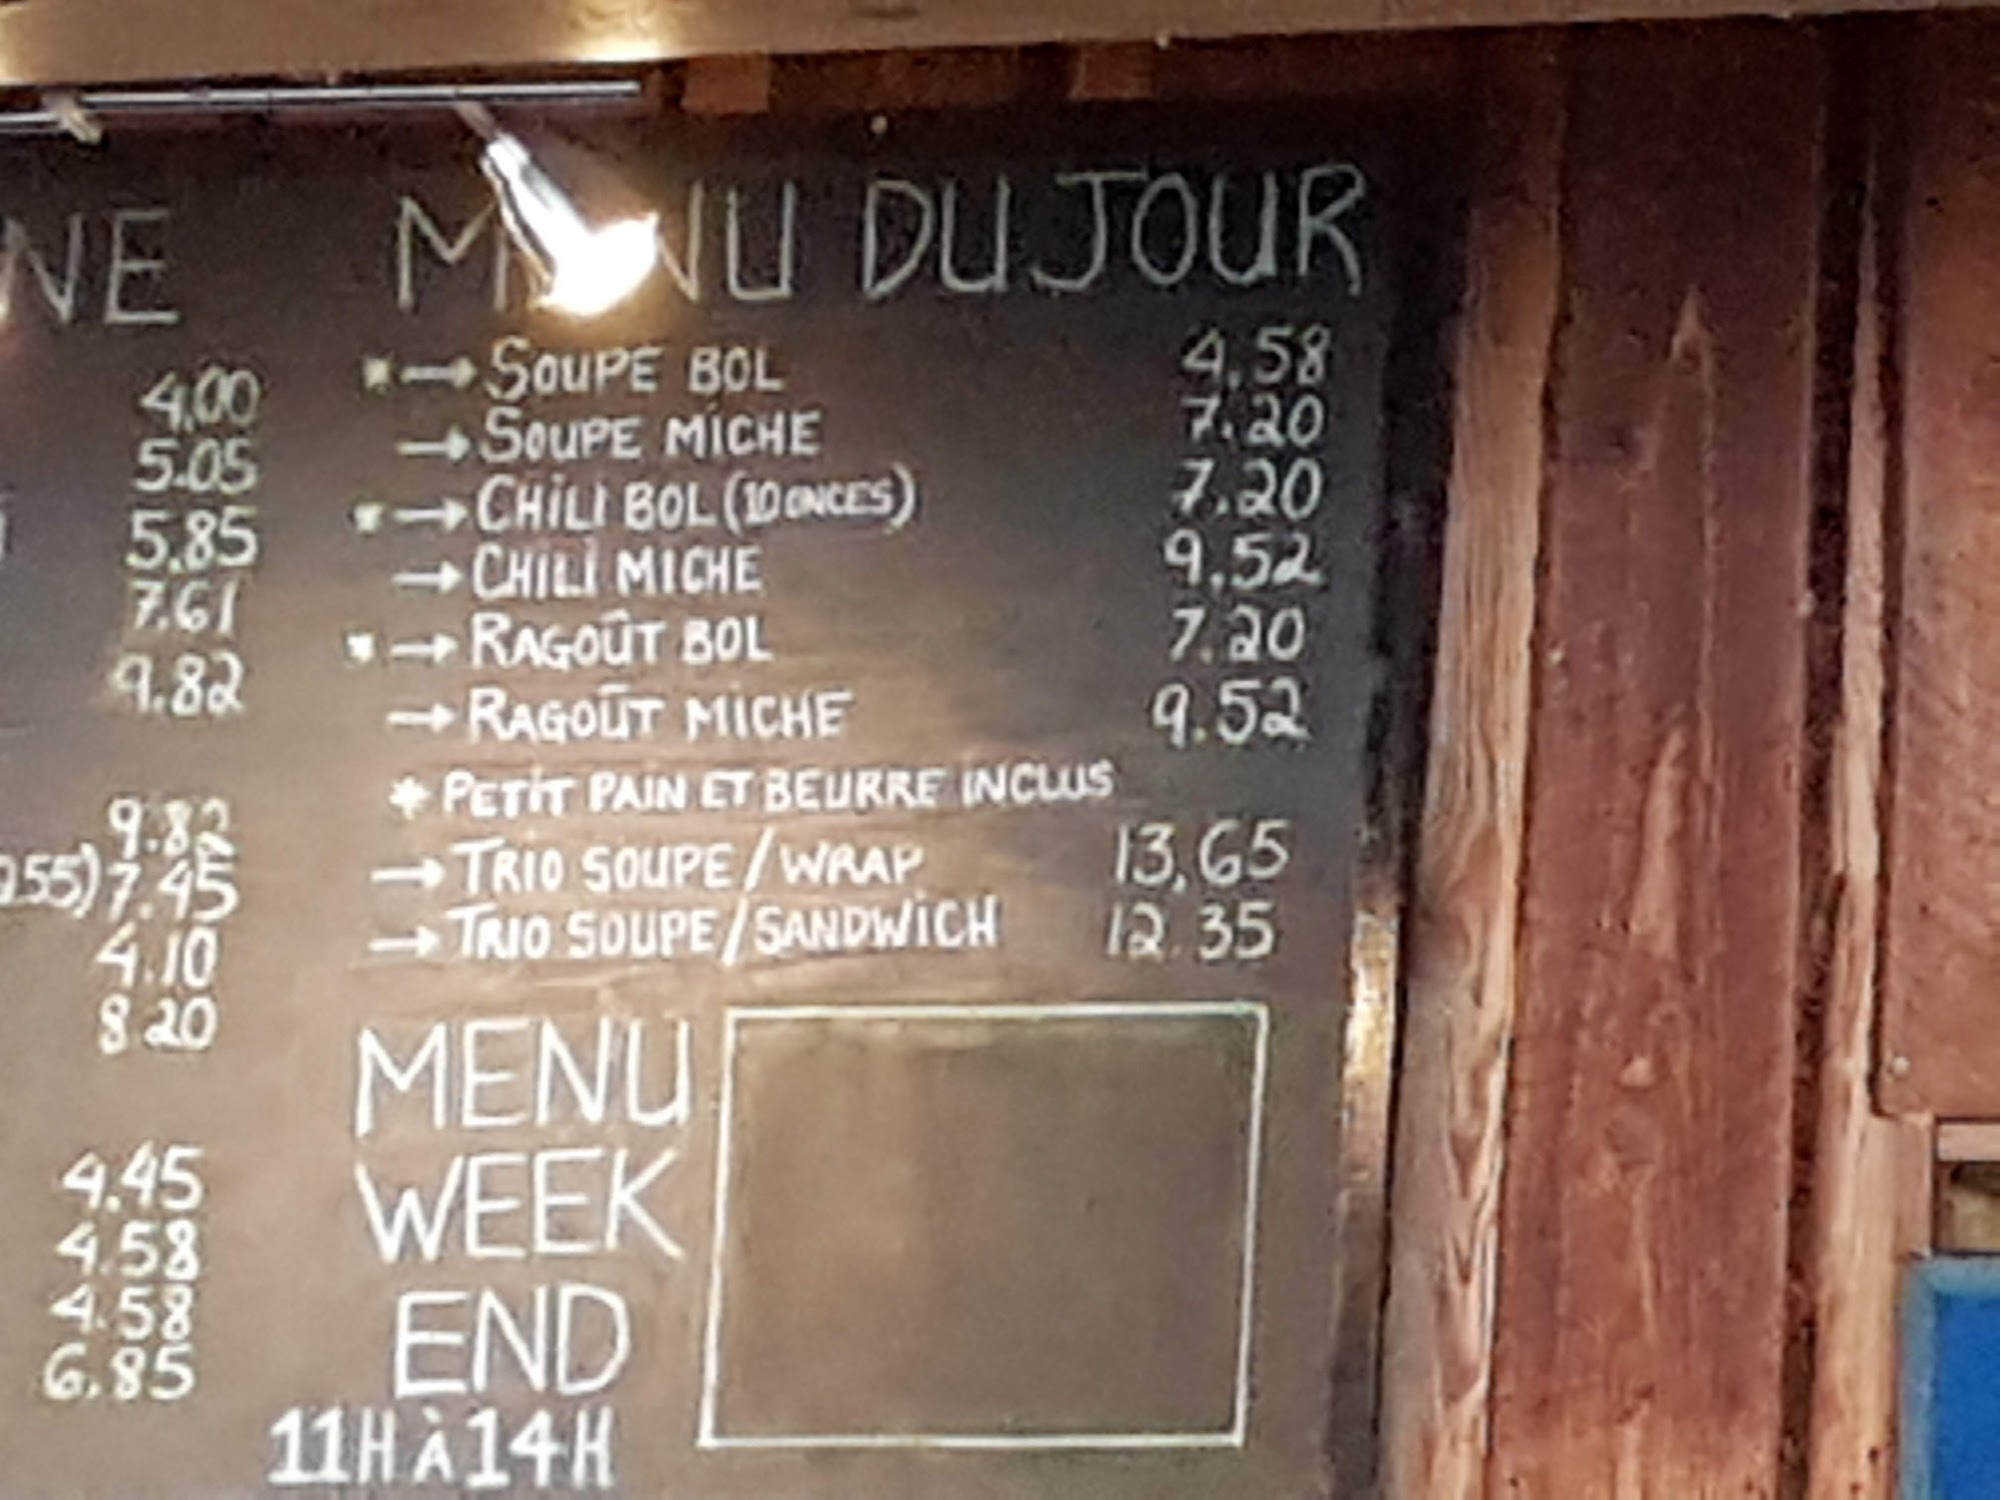 NE
4.00
5.05
5.85
7.61
9.82
9.82
255) 7.45
4.10
8.20
4.45
4.58
4.58
6.85
MENU DU JOUR
* → SOUPE BOL 4.58
→ SOUPE MICHE 7.20
* → CHILI BOL (10 ONCES) 7.20
→ CHILI MICHE 9.52
* → RAGOÛT BOL 7.20
→ RAGOÛT MICHE 9.52
* PETIT PAIN ET BEURRE INCLUS
→ TRIO SOUPE/WRAP 13,65
→ TRIO SOUPE/SANDWICH 12.35
MENU
WEEK
END
11H À 14H